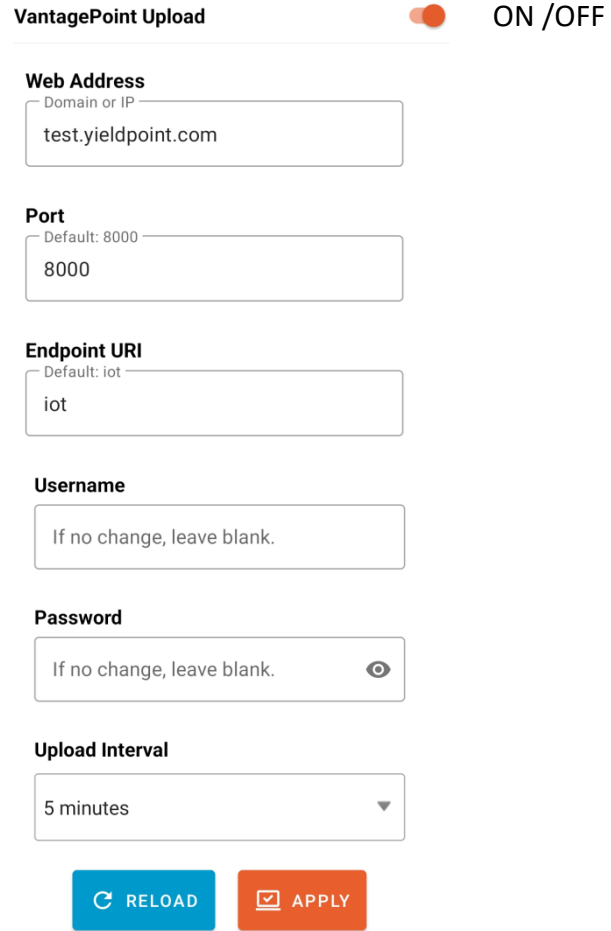 VantagePoint Upload ON /OFF
Web Address
Domain or IP
test.yieldpoint.com
Port
Default: 8000
8000
Endpoint URI
Default: iot
iot
Username
If no change, leave blank.
Password
If no change, leave blank.
Upload Interval
5 minutes
RELOAD APPLY